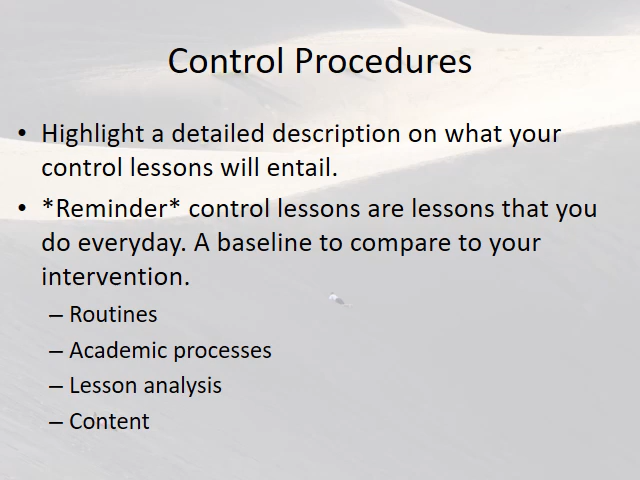 Control Procedures
• Highlight a detailed description on what your
control lessons will entail.
• *Reminder* control lessons are lessons that you
do everyday. A baseline to compare to your
intervention.
– Routines
– Academic processes
– Lesson analysis
– Content